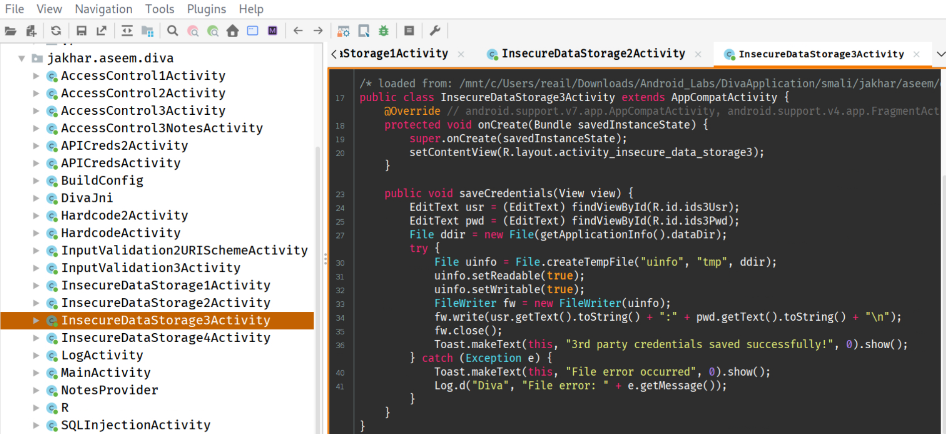 File View Navigation Tools Plugins Help
jakhar.aseem.diva
AccessControl1Activity
AccessControl2Activity
AccessControl3Activity
AccessControl3NotesActivity
APICreds2Activity
APICredsActivity
BuildConfig
DivaJni
Hardcode2Activity
HardcodeActivity
InputValidation2URISchemeActivity
InputValidation3Activity
InsecureDataStorage1Activity
InsecureDataStorage2Activity
InsecureDataStorage3Activity
InsecureDataStorage4Activity
LogActivity
MainActivity
NotesProvider
R
SQLInjectionActivity
Storage1Activity × InsecureDataStorage2Activity × InsecureDataStorage3Activity ×
/* loaded from: /mnt/c/Users/reail/Downloads/Android_Labs/DivaApplication/smali/jakhar/aseem/
17 public class InsecureDataStorage3Activity extends AppCompatActivity {
@Override // android.support.v7.app.AppCompatActivity, android.support.v4.app.FragmentAct
18 protected void onCreate(Bundle savedInstanceState) {
19 super.onCreate(savedInstanceState);
20 setContentView(R.layout.activity_insecure_data_storage3);
}
23 public void saveCredentials(View view) {
24 EditText usr = (EditText) findViewById(R.id.ids3Usr);
25 EditText pwd = (EditText) findViewById(R.id.ids3Pwd);
27 File ddir = new File(getApplicationInfo().dataDir);
try {
30 File uinfo = File.createTempFile("uinfo", "tmp", ddir);
31 uinfo.setReadable(true);
32 uinfo.setWritable(true);
33 FileWriter fw = new FileWriter(uinfo);
34 fw.write(usr.getText().toString() + ":" + pwd.getText().toString() + "\n");
35 fw.close();
36 Toast.makeText(this, "3rd party credentials saved successfully!", 0).show();
} catch (Exception e) {
40 Toast.makeText(this, "File error occurred", 0).show();
41 Log.d("Diva", "File error: " + e.getMessage());
}
}
}